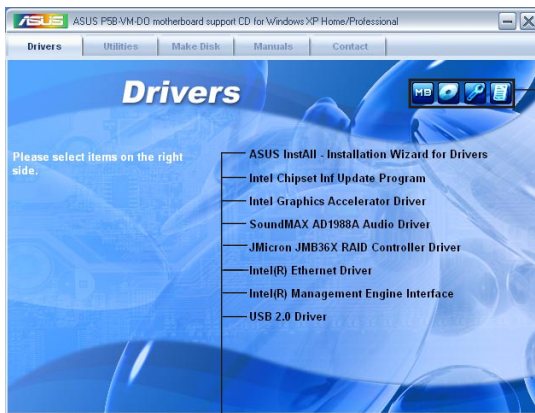 ASUS ASUS P5B-VM-DO motherboard support CD for Windows XP Home/Professional
Drivers Utilities Make Disk Manuals Contact
Drivers
MB
Please select items on the right
side.
ASUS InstAll - Installation Wizard for Drivers
Intel Chipset Inf Update Program
Intel Graphics Accelerator Driver
SoundMAX AD1988A Audio Driver
JMicron JMB36X RAID Controller Driver
Intel(R) Ethernet Driver
Intel(R) Management Engine Interface
USB 2.0 Driver